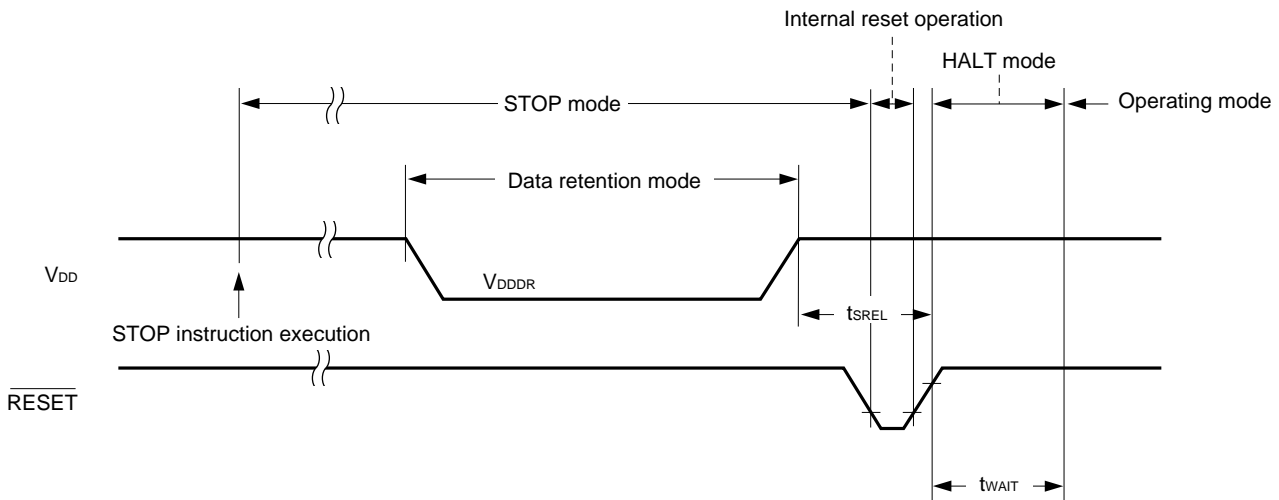 Internal reset operation
HALT mode
STOP mode
Operating mode
Data retention mode
VDD
VDDDR
tSREL
STOP instruction execution
RESET
tWAIT